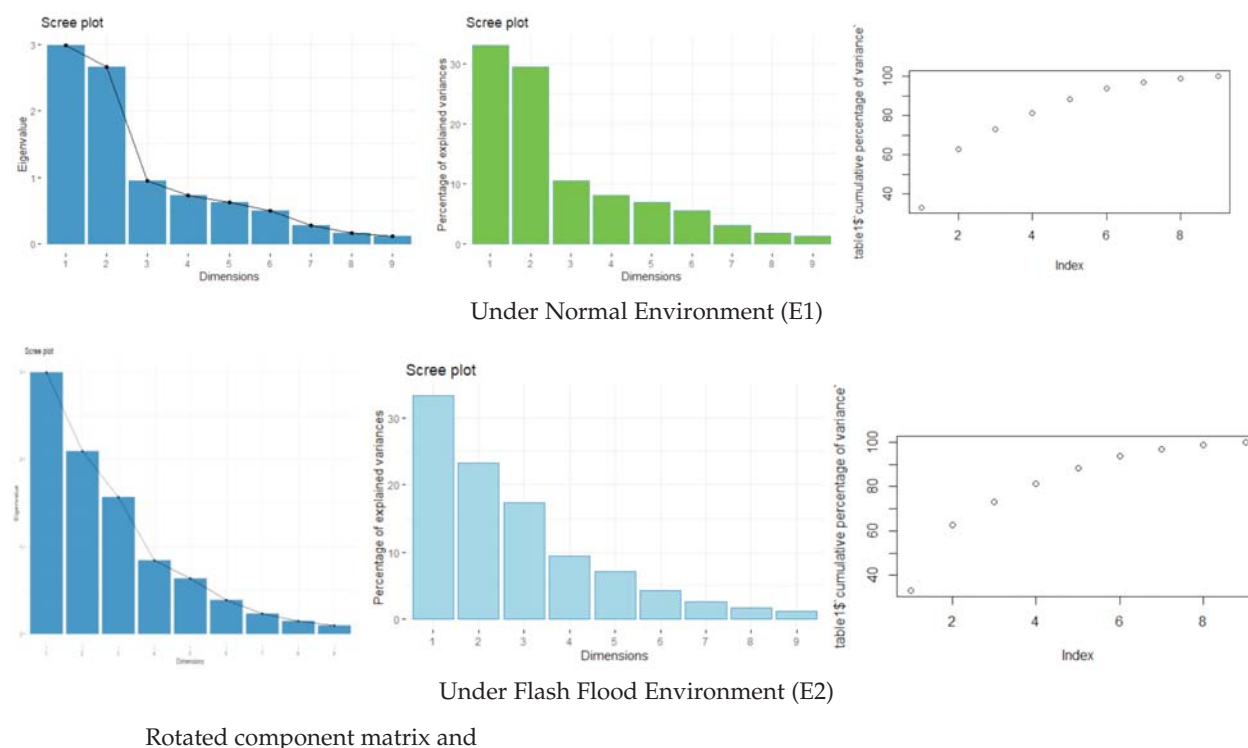 Scree plot
Eigenvalue
3
2
1
0
1 2 3 4 5 6 7 8 9
Dimensions
Scree plot
Percentage of explained variances
30
20
10
0
1 2 3 4 5 6 7 8 9
Dimensions
table1$`cumulative percentage of variance`
100
80
60
40
2 4 6 8
Index
Under Normal Environment (E1)
Scree plot
Eigenvalue
Dimensions
Scree plot
Percentage of explained variances
30
20
10
0
1 2 3 4 5 6 7 8 9
Dimensions
table1$`cumulative percentage of variance`
100
80
60
40
2 4 6 8
Index
Under Flash Flood Environment (E2)
Rotated component matrix and